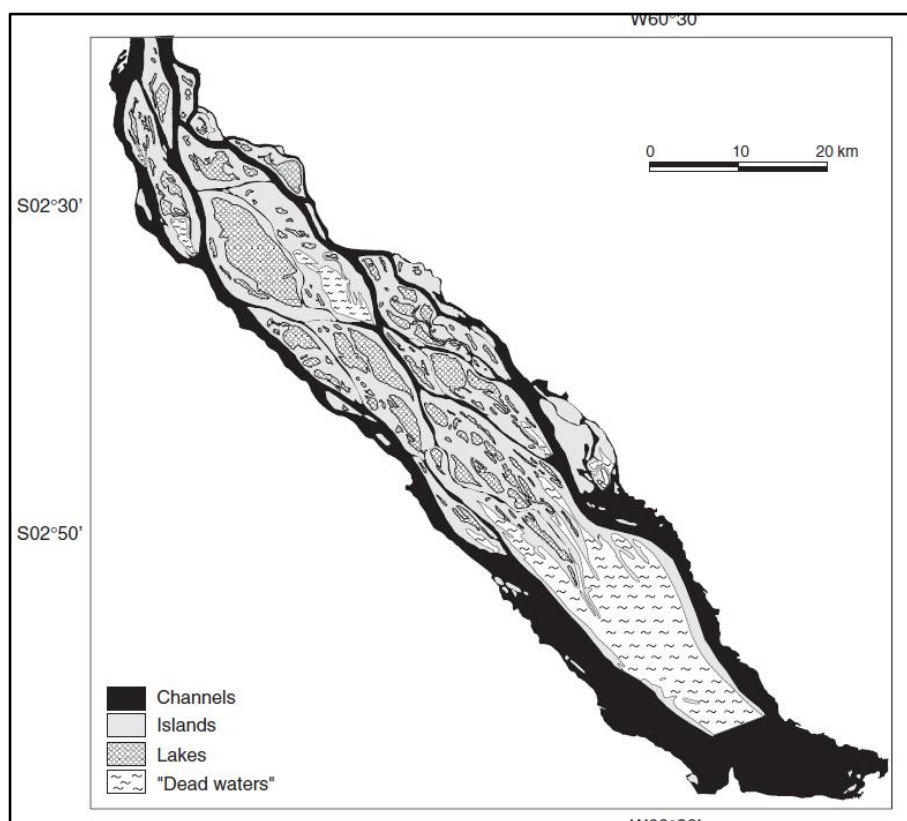 W60°30'
0 10 20 km
S02°30'
S02°50'
Channels
Islands
Lakes
"Dead waters"